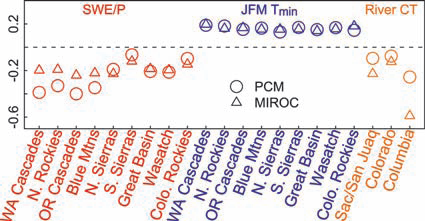 SWE/P
JFM Tmin
River CT
0.2
-0.2
-0.6
PCM
MIROC
WA Cascades
N. Rockies
OR Cascades
Blue Mtns
N. Sierras
S. Sierras
Great Basin
Wasatch
Colo. Rockies
WA Cascades
N. Rockies
OR Cascades
Blue Mtns
N. Sierras
S. Sierras
Great Basin
Wasatch
Colo. Rockies
Sac/San Juaq
Colorado
Columbia